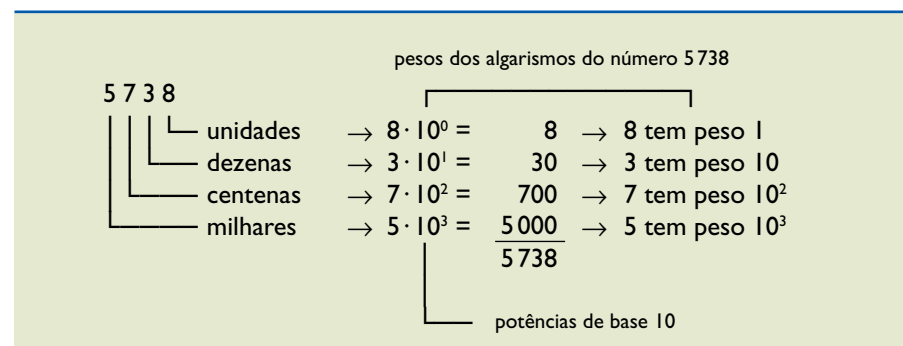 pesos dos algarismos do número 5 738
5 7 3 8
unidades → 8 · 10⁰ = 8 → 8 tem peso 1
dezenas → 3 · 10¹ = 30 → 3 tem peso 10
centenas → 7 · 10² = 700 → 7 tem peso 10²
milhares → 5 · 10³ = 5 000 → 5 tem peso 10³
5 738
potências de base 10